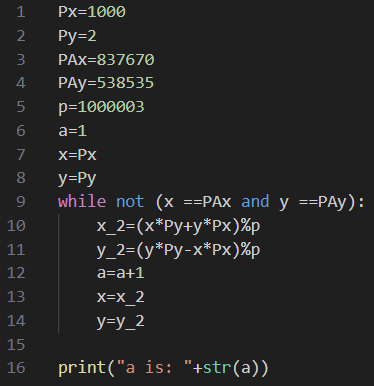 1 Px=1000
2 Py=2
3 PAx=837670
4 PAy=538535
5 p=1000003
6 a=1
7 x=Px
8 y=Py
9 while not (x ==PAx and y ==PAy):
10     x_2=(x*Py+y*Px)%p
11     y_2=(y*Py-x*Px)%p
12     a=a+1
13     x=x_2
14     y=y_2
15
16 print("a is: "+str(a))